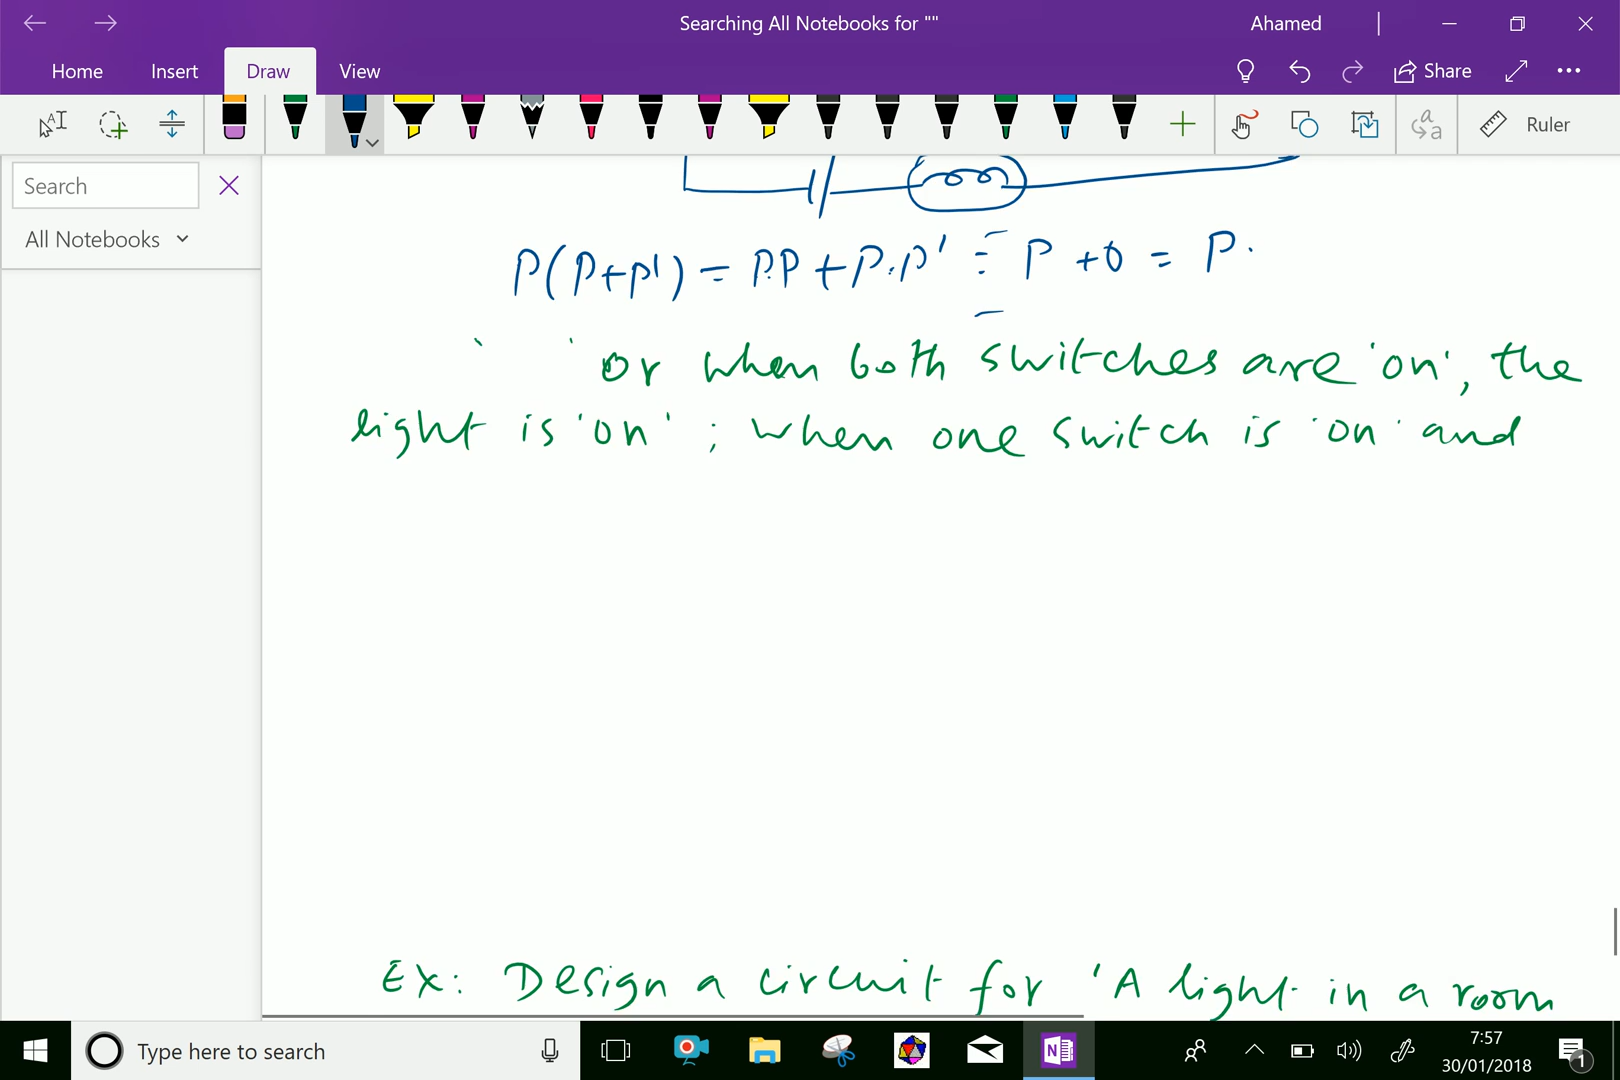 Searching All Notebooks for ""
Ahamed
Home
Insert
Draw
View
Share
Ruler
Search
All Notebooks
P(P+P') = P.P + P.P' = P + 0 = P.
or when both switches are 'on', the
light is 'on' ; when one switch is 'on' and
Ex: Design a circuit for 'A light in a room
Type here to search
7:57
30/01/2018
1